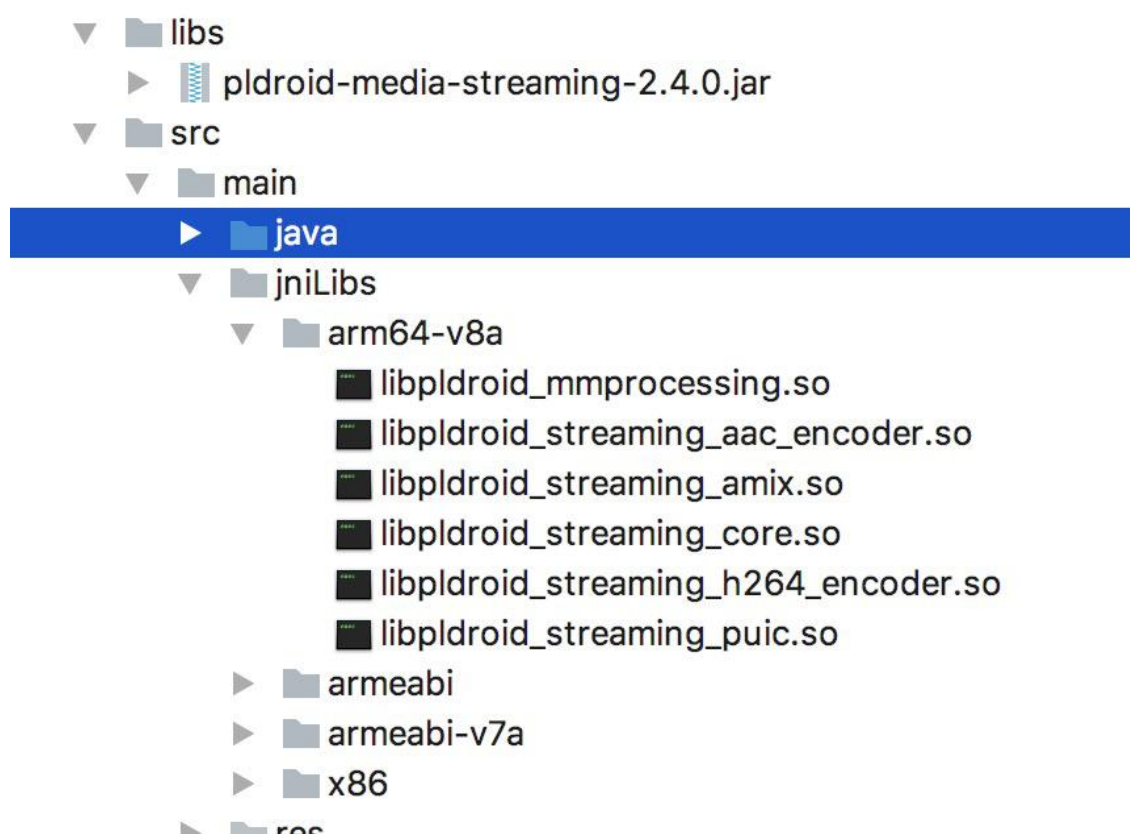 libs
pldroid-media-streaming-2.4.0.jar
src
main
java
jniLibs
arm64-v8a
libpldroid_mmprocessing.so
libpldroid_streaming_aac_encoder.so
libpldroid_streaming_amix.so
libpldroid_streaming_core.so
libpldroid_streaming_h264_encoder.so
libpldroid_streaming_puic.so
armeabi
armeabi-v7a
x86
res